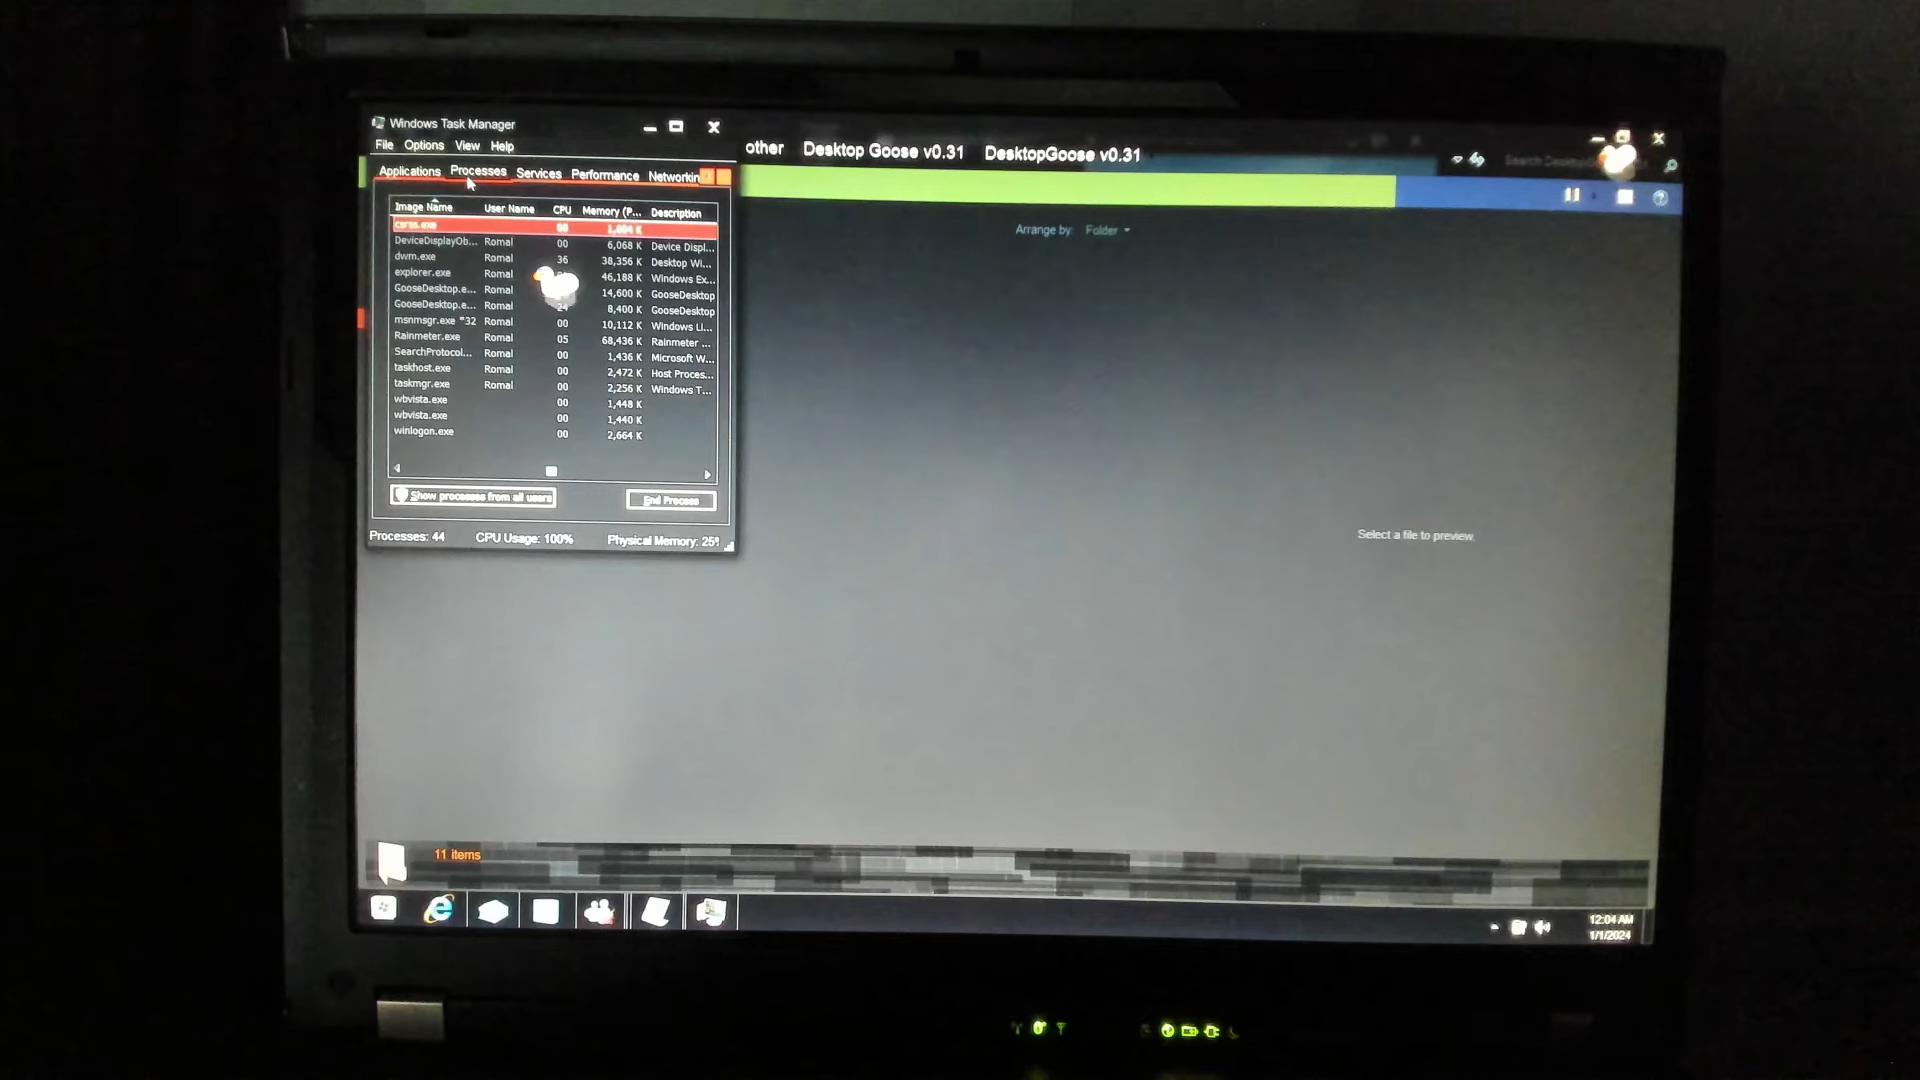 Windows Task Manager
File Options View Help
other Desktop Goose v0.31 DesktopGoose v0.31
Applications Processes Services Performance Networkin
Image Name User Name CPU Memory (P... Description
csrss.exe 00 1,804 K
DeviceDisplayOb... Romal 00 6,068 K Device Displ...
dwm.exe Romal 36 38,356 K Desktop Wi...
explorer.exe Romal 46,188 K Windows Ex...
GooseDesktop.e... Romal 14,600 K GooseDesktop
GooseDesktop.e... Romal 24 8,400 K GooseDesktop
msnmsgr.exe *32 Romal 00 10,112 K Windows Li...
Rainmeter.exe Romal 05 68,436 K Rainmeter ...
SearchProtocol... Romal 00 1,436 K Microsoft W...
taskhost.exe Romal 00 2,472 K Host Proces...
taskmgr.exe Romal 00 2,256 K Windows T...
wbvista.exe 00 1,448 K
wbvista.exe 00 1,440 K
winlogon.exe 00 2,664 K
Show processes from all users End Process
Processes: 44 CPU Usage: 100% Physical Memory: 25
Arrange by: Folder
Select a file to preview.
11 items
12:04 AM
1/1/2024